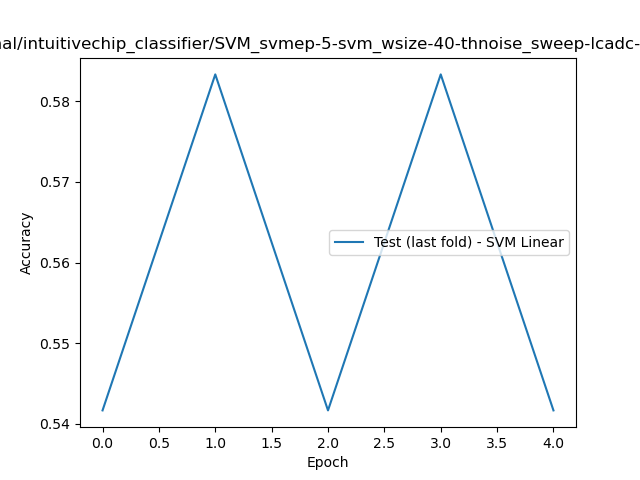 nal/intuitivechip_classifier/SVM_svmep-5-svm_wsize-40-thnoise_sweep-lcadc-
0.58
0.57
0.56
0.55
0.54
Accuracy
Test (last fold) - SVM Linear
0.0 0.5 1.0 1.5 2.0 2.5 3.0 3.5 4.0
Epoch